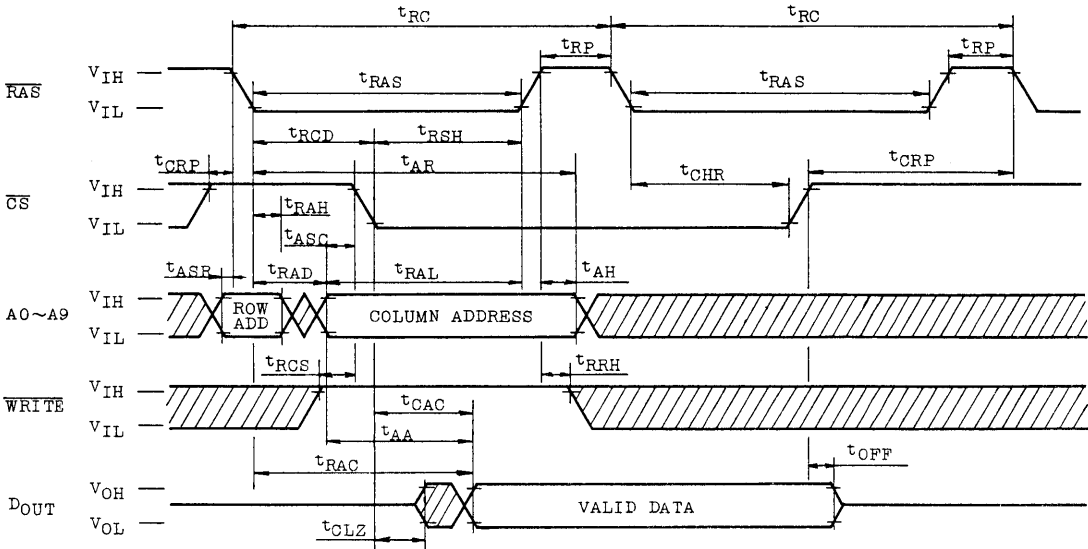 tRC tRC
tRP tRP
RAS VIH tRAS tRAS
VIL
tRCD tRSH
tCRP tAR tCRP
CS VIH tCHR
VIL tRAH
tASC
tASR tRAD tRAL tAH
A0~A9 VIH ROW ADD COLUMN ADDRESS
VIL
tRCS tRRH
WRITE VIH
VIL tCAC
tAA
tRAC tOFF
DOUT VOH VALID DATA
VOL
tCLZ